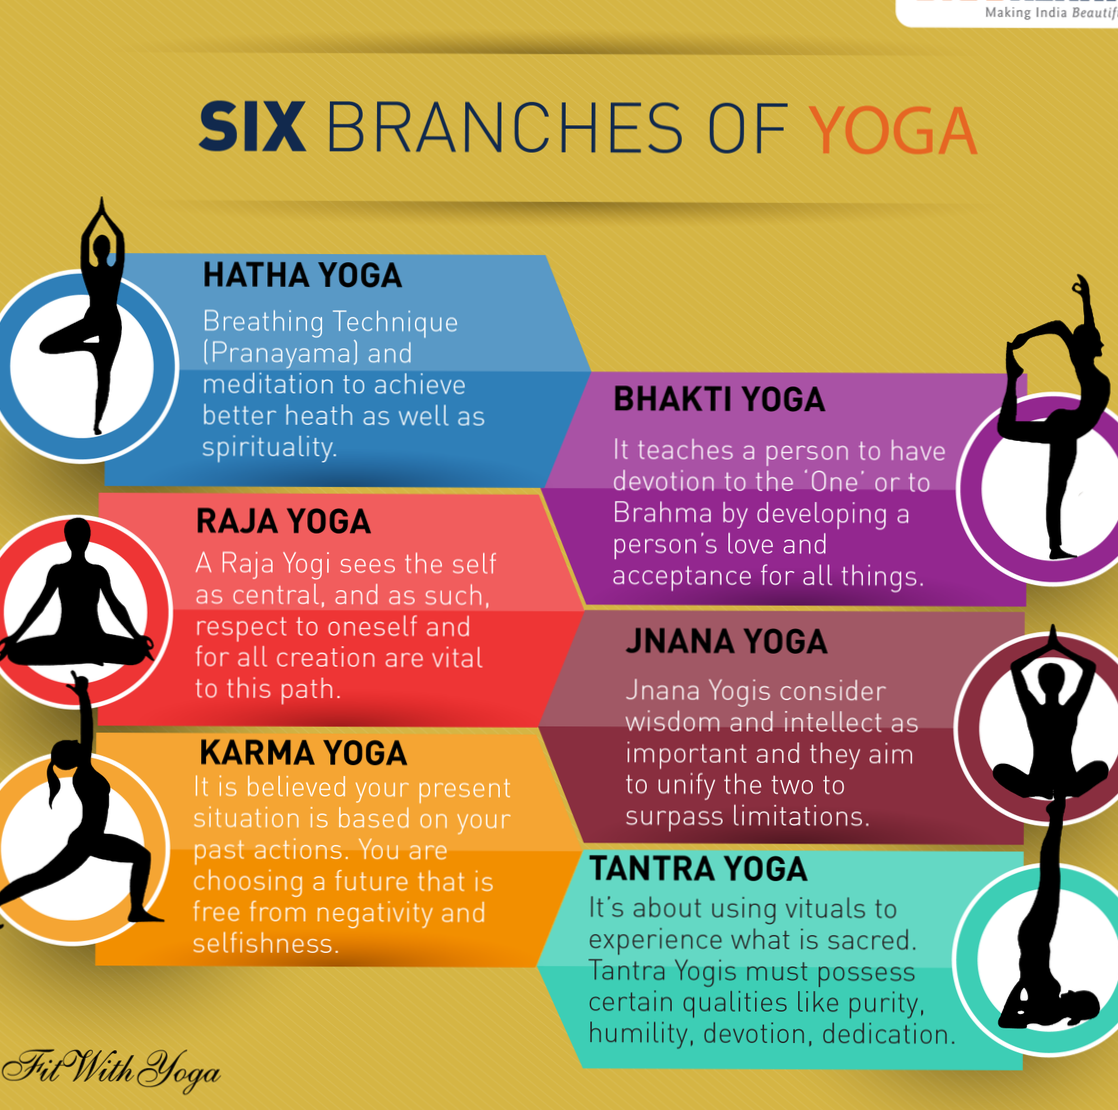 Making India
SIX BRANCHES OF YOGA
HATHA YOGA
Breathing Technique
(Pranayama) and
meditation to achieve
better heath as well as
spirituality.
BHAKTI YOGA
It teaches a person to have
devotion to the ‘One’ or to
Brahma by developing a
person’s love and
acceptance for all things.
RAJA YOGA
A Raja Yogi sees the self
as central, and as such,
respect to oneself and
for all creation are vital
to this path.
JNANA YOGA
Jnana Yogis consider
wisdom and intellect as
important and they aim
to unify the two to
surpass limitations.
KARMA YOGA
It is believed your present
situation is based on your
past actions. You are
choosing a future that is
free from negativity and
selfishness.
TANTRA YOGA
It’s about using vituals to
experience what is sacred.
Tantra Yogis must possess
certain qualities like purity,
humility, devotion, dedication.
FitWithYoga